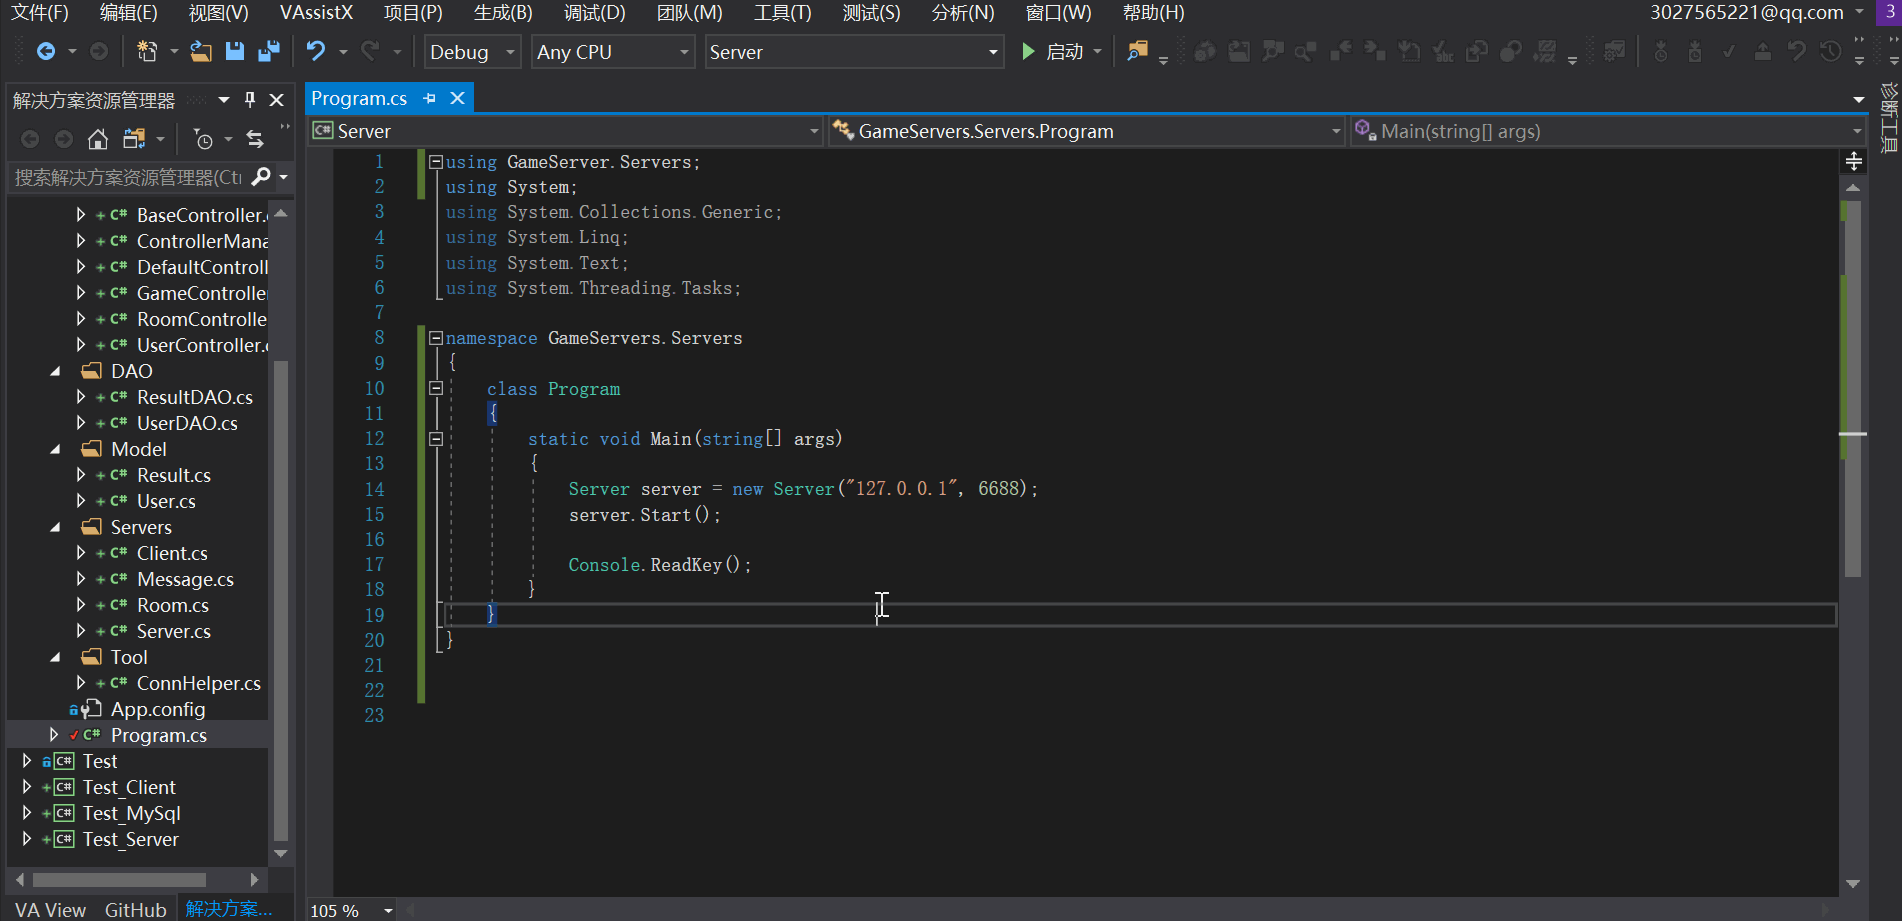 文件(F) 编辑(E) 视图(V) VAssistX 项目(P) 生成(B) 调试(D) 团队(M) 工具(T) 测试(S) 分析(N) 窗口(W) 帮助(H) 3027565221@qq.com 3
Debug Any CPU Server 启动
解决方案资源管理器
搜索解决方案资源管理器(Ctr
C# BaseController.c
C# ControllerMana
C# DefaultControll
C# GameController
C# RoomControlle
C# UserController.c
DAO
C# ResultDAO.cs
C# UserDAO.cs
Model
C# Result.cs
C# User.cs
Servers
C# Client.cs
C# Message.cs
C# Room.cs
C# Server.cs
Tool
C# ConnHelper.cs
App.config
C# Program.cs
C# Test
C# Test_Client
C# Test_MySql
C# Test_Server
VA View GitHub 解决方案...
Program.cs
C# Server GameServers.Servers.Program Main(string[] args)
1 using GameServer.Servers;
2 using System;
3 using System.Collections.Generic;
4 using System.Linq;
5 using System.Text;
6 using System.Threading.Tasks;
7
8 namespace GameServers.Servers
9 {
10 class Program
11 {
12 static void Main(string[] args)
13 {
14 Server server = new Server("127.0.0.1", 6688);
15 server.Start();
16
17 Console.ReadKey();
18 }
19 }
20 }
21
22
23
105 %
诊断工具